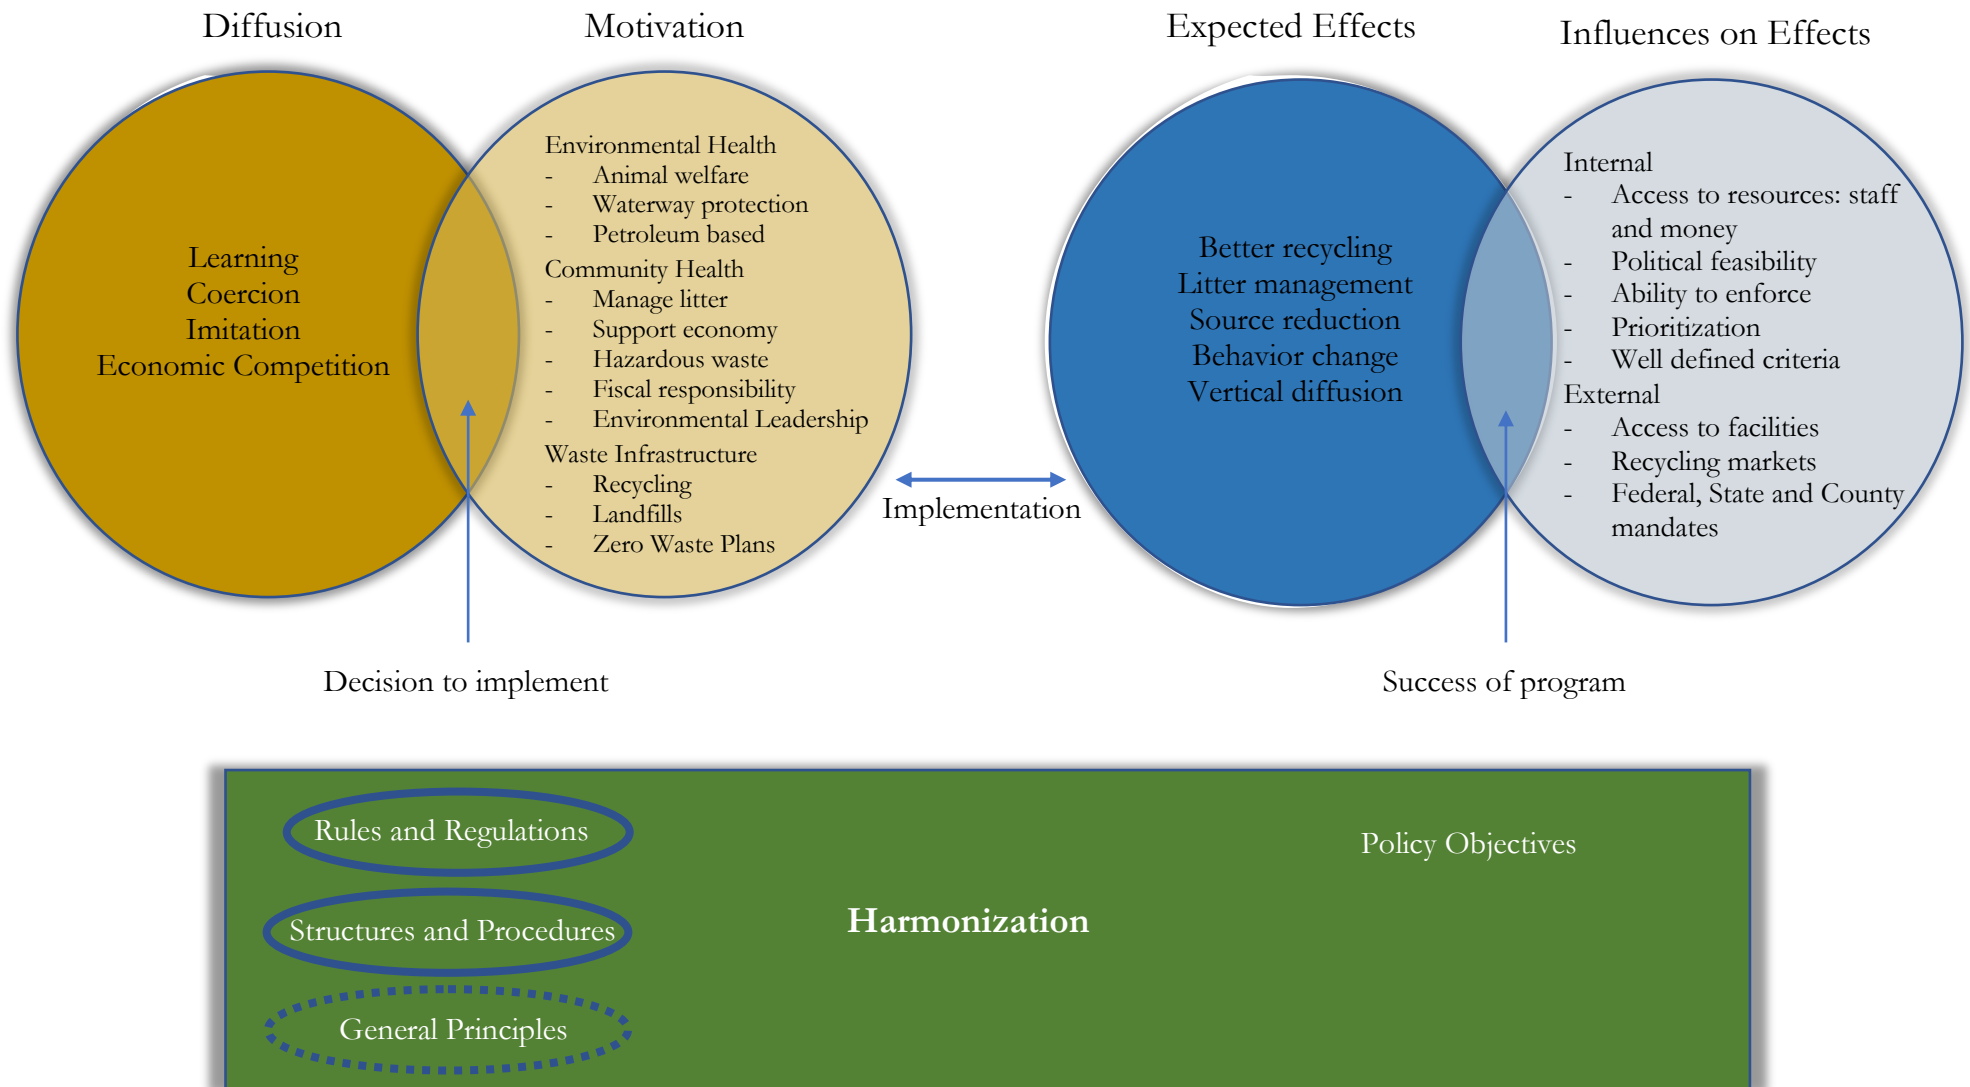 Diffusion
Motivation
Expected Effects
Influences on Effects
Learning
Coercion
Imitation
Economic Competition
Environmental Health
- Animal welfare
- Waterway protection
- Petroleum based
Community Health
- Manage litter
- Support economy
- Hazardous waste
- Fiscal responsibility
- Environmental Leadership
Waste Infrastructure
- Recycling
- Landfills
- Zero Waste Plans
Implementation
Better recycling
Litter management
Source reduction
Behavior change
Vertical diffusion
Internal
- Access to resources: staff
and money
- Political feasibility
- Ability to enforce
- Prioritization
- Well defined criteria
External
- Access to facilities
- Recycling markets
- Federal, State and County
mandates
Decision to implement
Success of program
Rules and Regulations
Structures and Procedures
General Principles
Harmonization
Policy Objectives